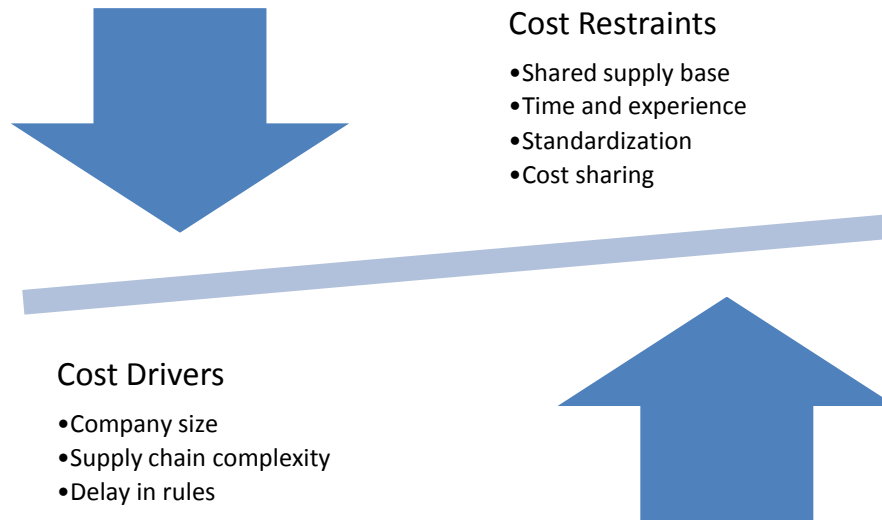 Cost Restraints
•Shared supply base
•Time and experience
•Standardization
•Cost sharing
Cost Drivers
•Company size
•Supply chain complexity
•Delay in rules